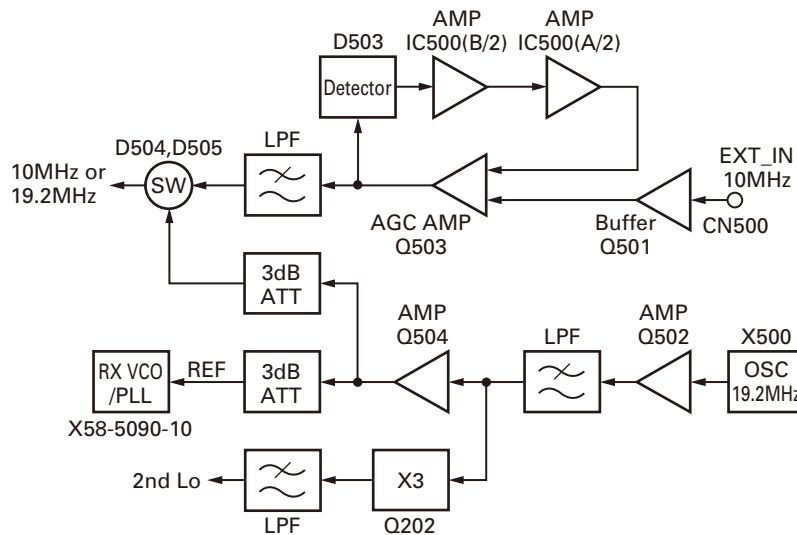 AMP
IC500(B/2)
AMP
IC500(A/2)
D503
Detector
D504,D505
LPF
10MHz or
19.2MHz
SW
EXT_IN
10MHz
CN500
AGC AMP
Q503
Buffer
Q501
3dB
ATT
AMP
Q504
LPF
AMP
Q502
X500
OSC
19.2MHz
RX VCO
/PLL
REF
3dB
ATT
X58-5090-10
2nd Lo
LPF
X3
Q202